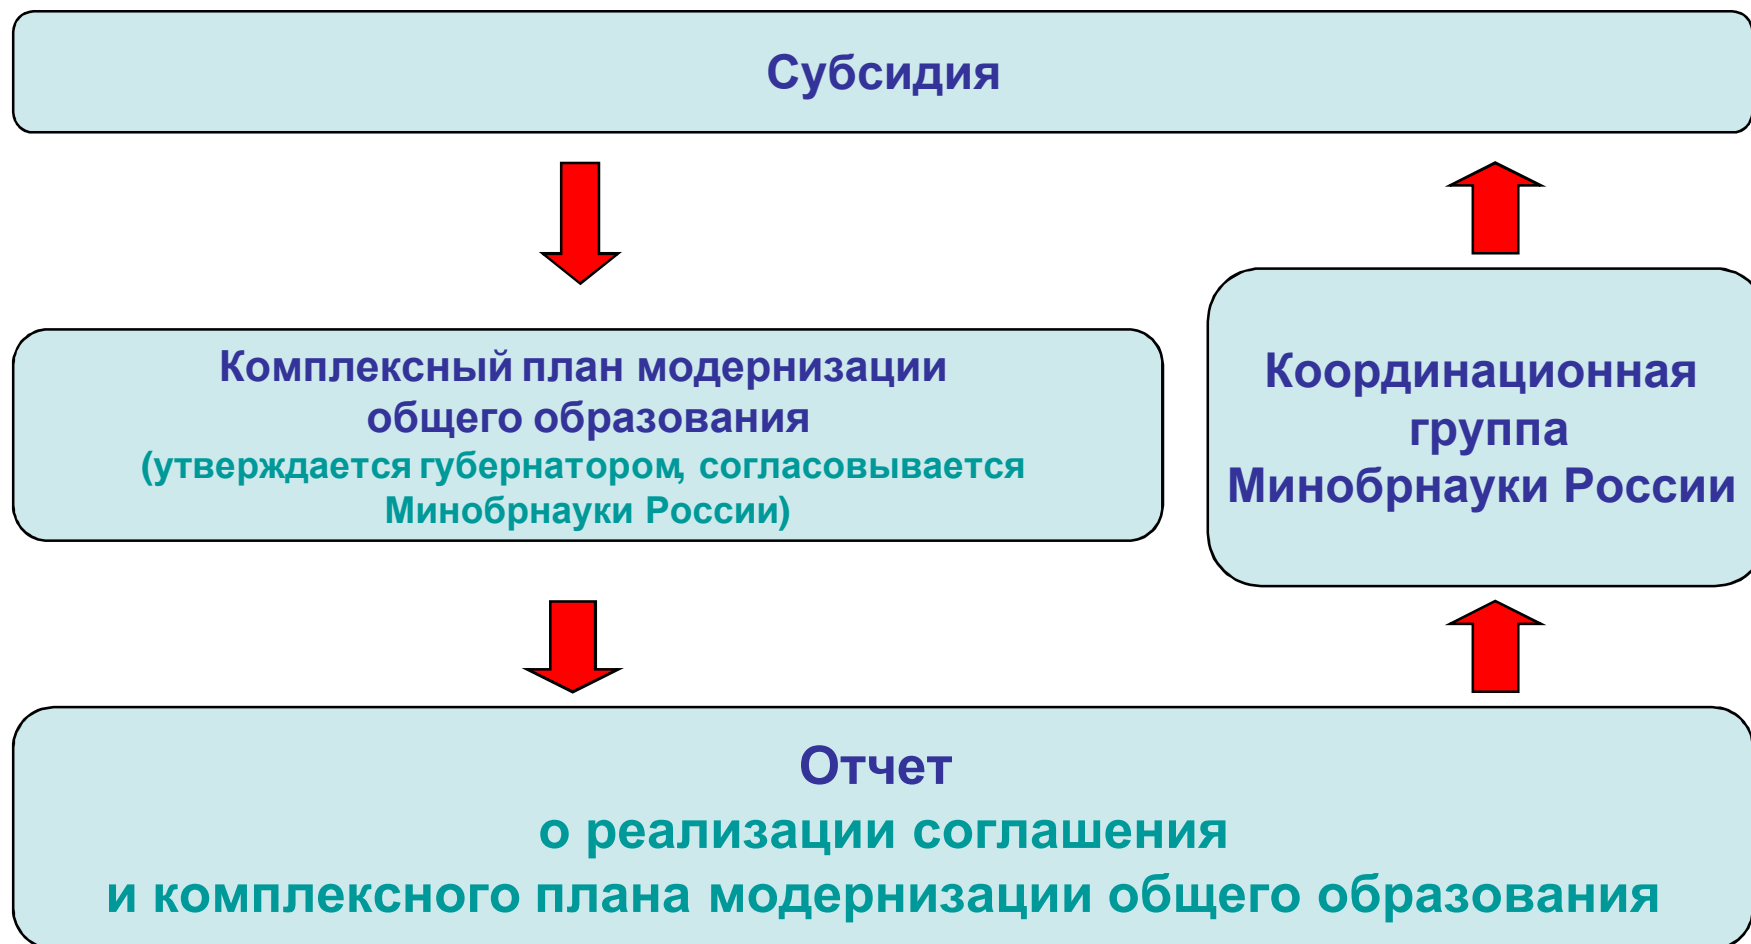 Субсидия
Комплексный план модернизации
общего образования
(утверждается губернатором, согласовывается
Минобрнауки России)
Координационная
группа
Минобрнауки России
Отчет
о реализации соглашения
и комплексного плана модернизации общего образования